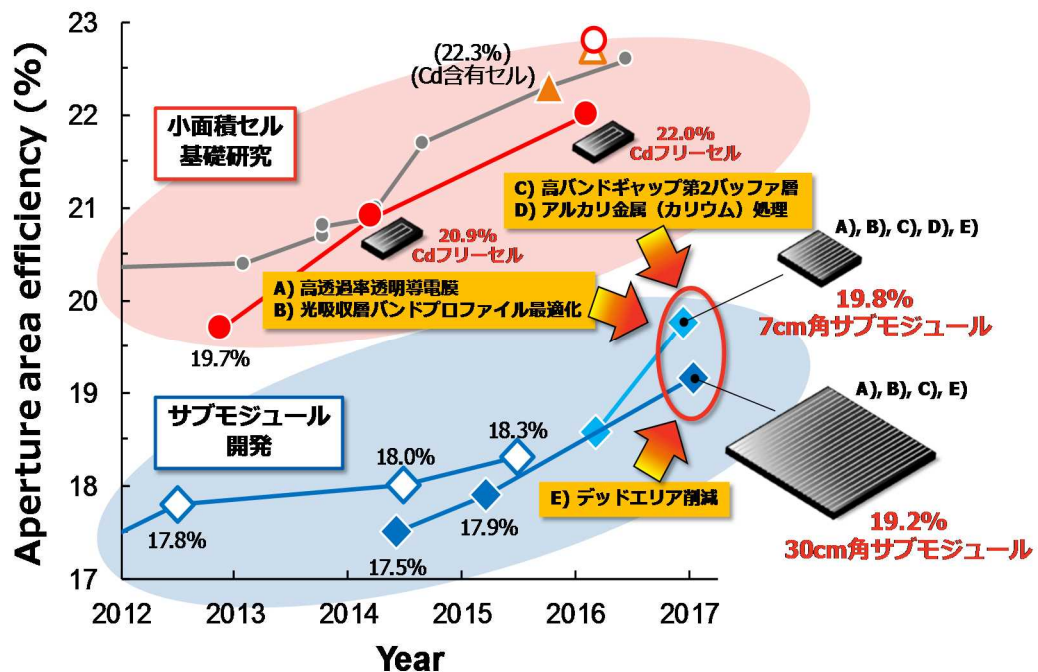 Aperture area efficiency (%)
23
22
21
20
19
18
17
2012
2013
2014
2015
2016
2017
Year
小面積セル
基礎研究
(22.3%)
(Cd含有セル)
22.0%
Cdフリーセル
20.9%
Cdフリーセル
19.7%
C) 高バンドギャップ第2バッファ層
D) アルカリ金属（カリウム）処理
A) 高透過率透明導電膜
B) 光吸収層バンドプロファイル最適化
A), B), C), D), E)
19.8%
7cm角サブモジュール
サブモジュール
開発
17.8%
18.0%
18.3%
17.5%
17.9%
E) デッドエリア削減
A), B), C), E)
19.2%
30cm角サブモジュール